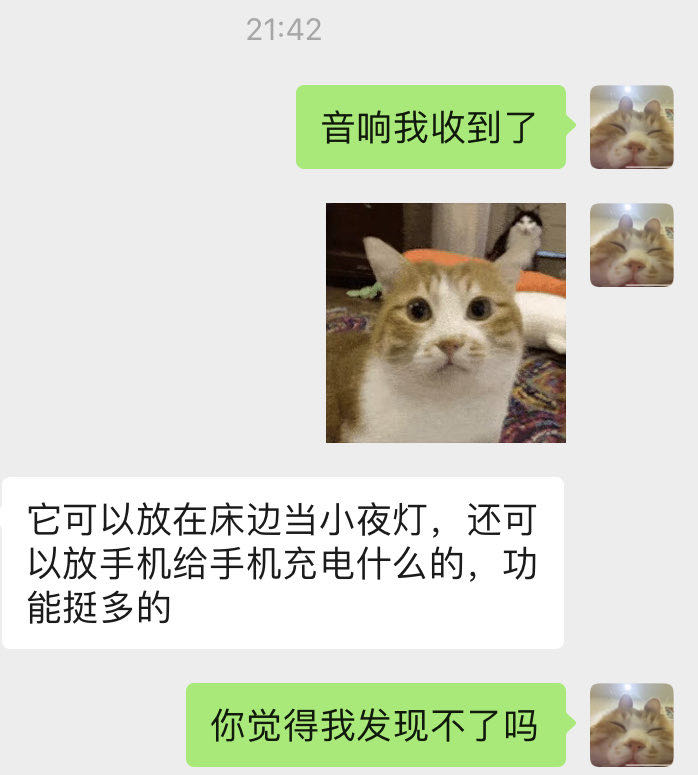 21:42
音响我收到了
它可以放在床边当小夜灯，还可
以放手机给手机充电什么的，功
能挺多的
你觉得我发现不了吗